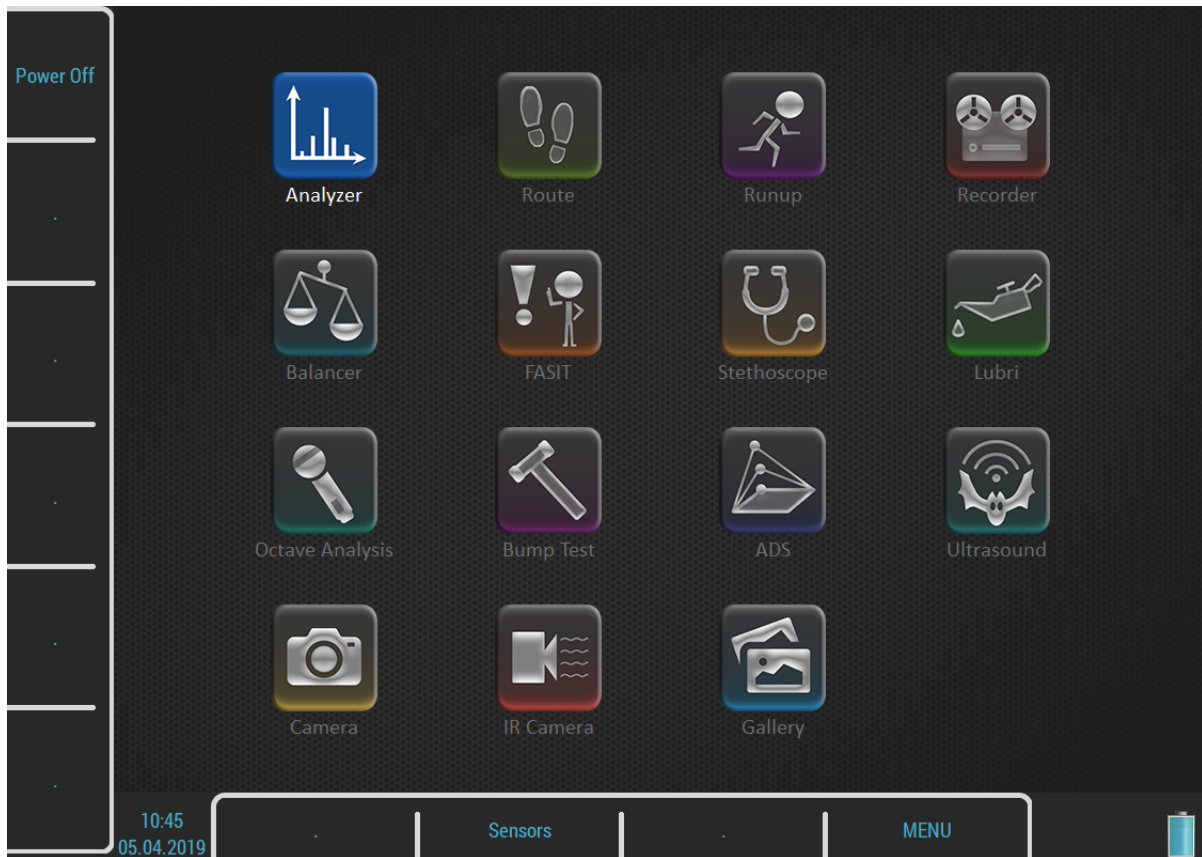 Power Off
Analyzer
Route
Runup
Recorder
Balancer
FASIT
Stethoscope
Lubri
Octave Analysis
Bump Test
ADS
Ultrasound
Camera
IR Camera
Gallery
10:45
05.04.2019
Sensors
MENU